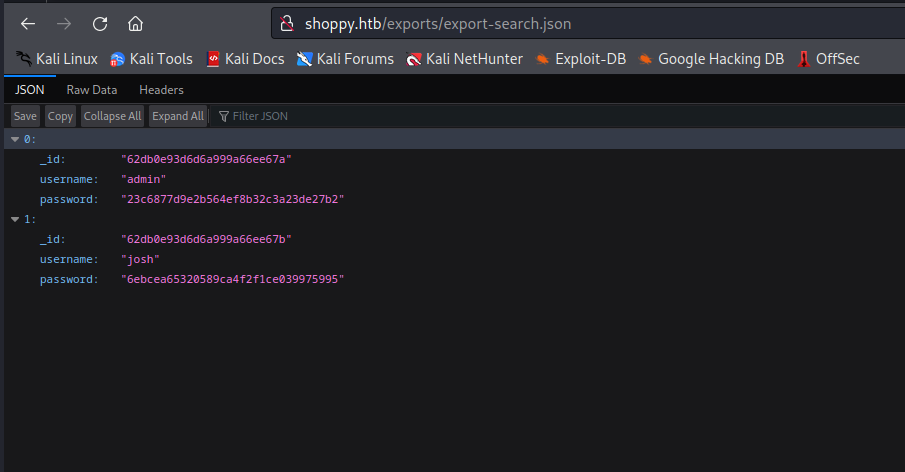 shoppy.htb/exports/export-search.json
Kali Linux Kali Tools Kali Docs Kali Forums Kali NetHunter Exploit-DB Google Hacking DB OffSec
JSON Raw Data Headers
Save Copy Collapse All Expand All Filter JSON
0:
_id: "62db0e93d6d6a999a66ee67a"
username: "admin"
password: "23c6877d9e2b564ef8b32c3a23de27b2"
1:
_id: "62db0e93d6d6a999a66ee67b"
username: "josh"
password: "6ebcea65320589ca4f2f1ce039975995"